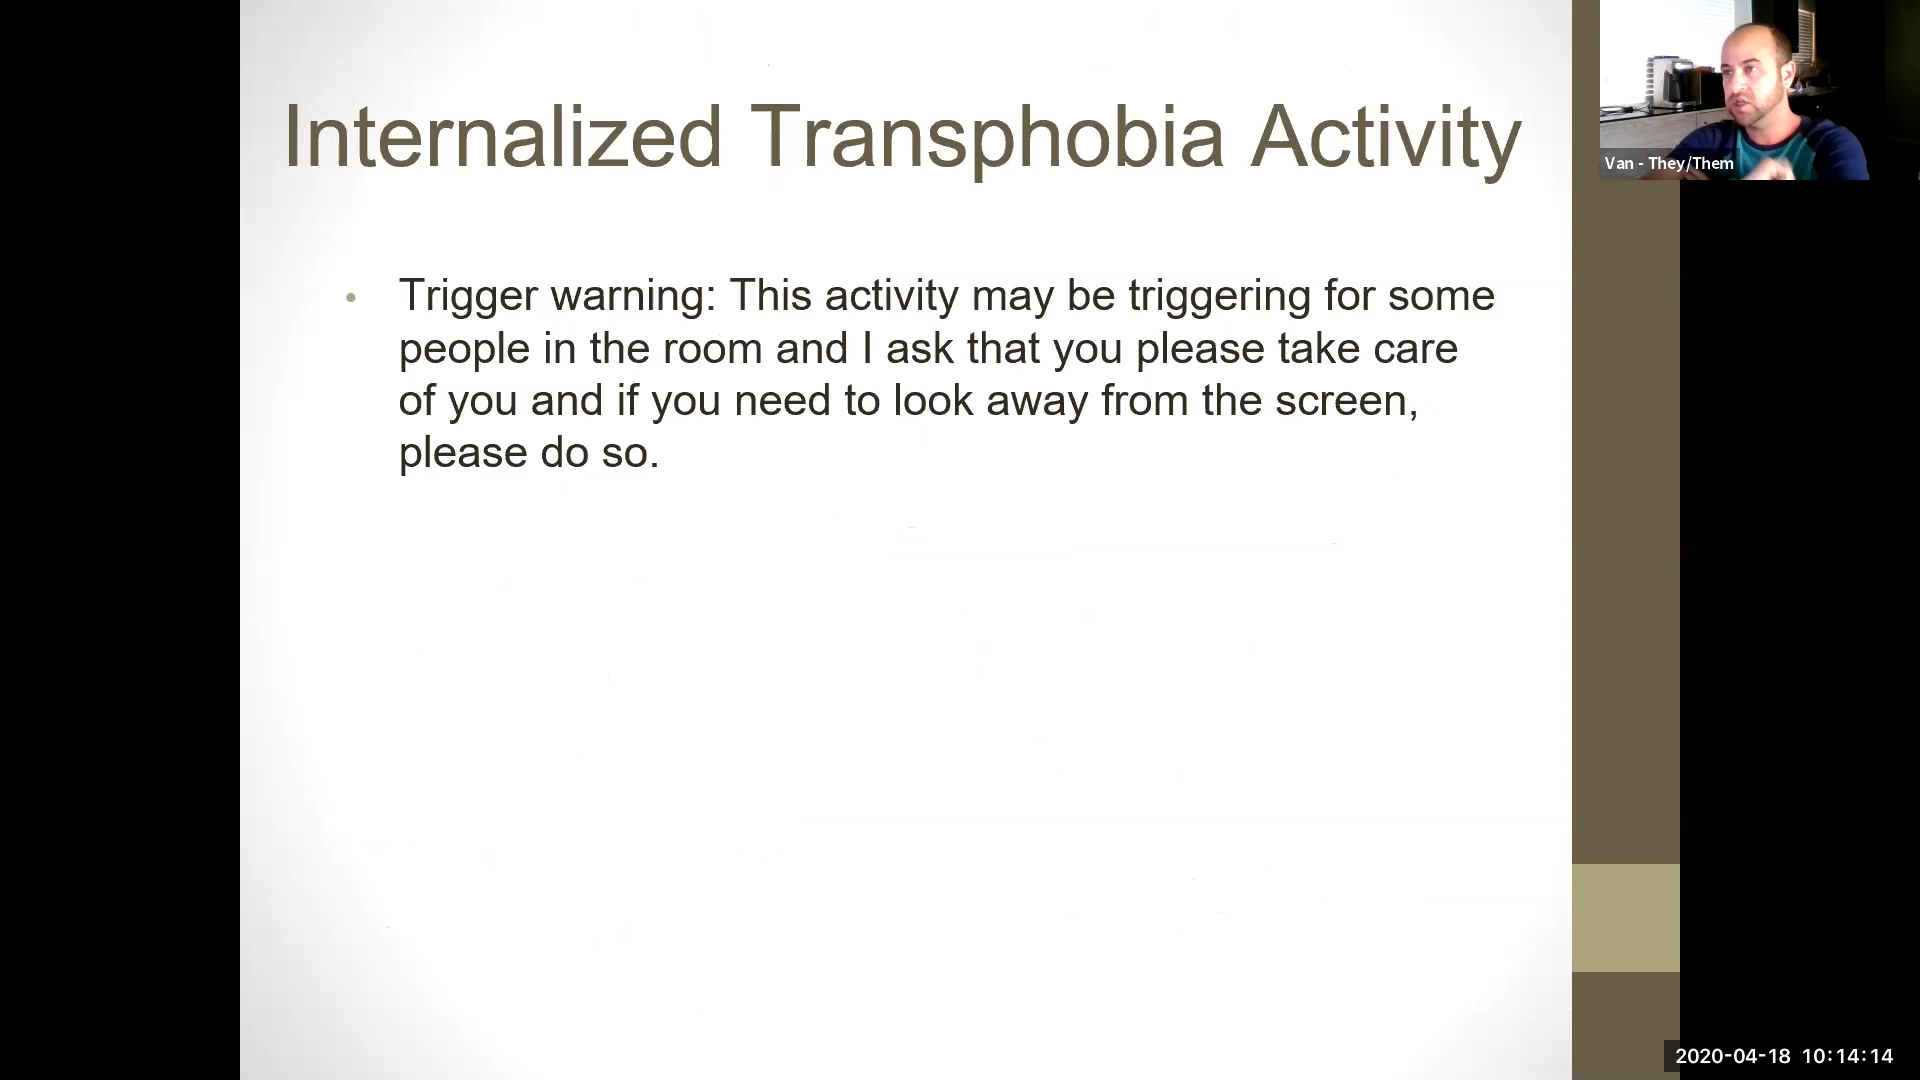 Internalized Transphobia Activity
Van - They/Them
• Trigger warning: This activity may be triggering for some
people in the room and I ask that you please take care
of you and if you need to look away from the screen,
please do so.
2020-04-18 10:14:14